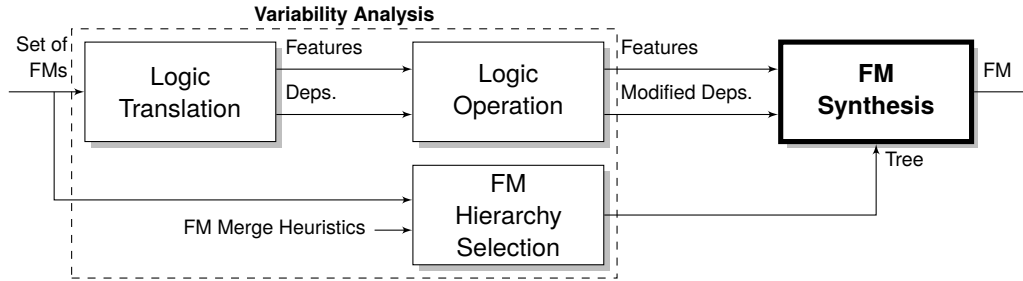 Variability Analysis
Set of
FMs
Logic
Translation
Features
Deps.
Logic
Operation
Features
Modified Deps.
FM
Synthesis
FM
Tree
FM
Hierarchy
Selection
FM Merge Heuristics